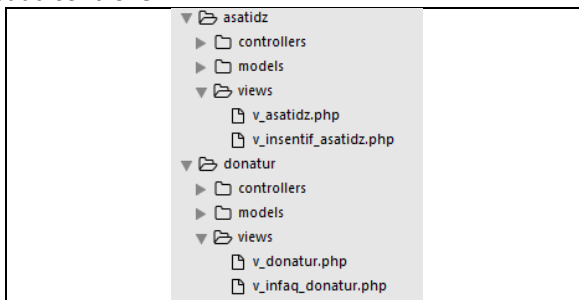 asatidz
controllers
models
views
v_asatidz.php
v_insentif_asatidz.php
donatur
controllers
models
views
v_donatur.php
v_infaq_donatur.php